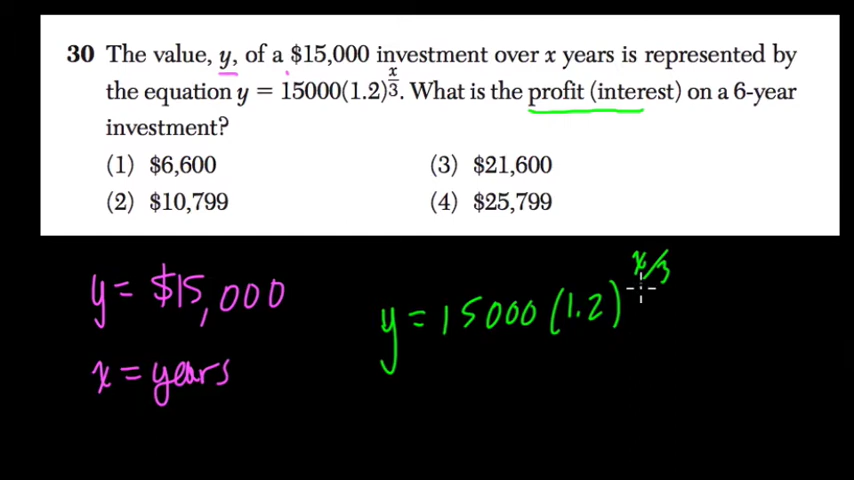 30 The value, y, of a $15,000 investment over x years is represented by
the equation y = 15000(1.2)^(x/3). What is the profit (interest) on a 6-year
investment?
(1) $6,600 (3) $21,600
(2) $10,799 (4) $25,799
y = $15,000
x = years
y = 15000 (1.2)^(x/3)